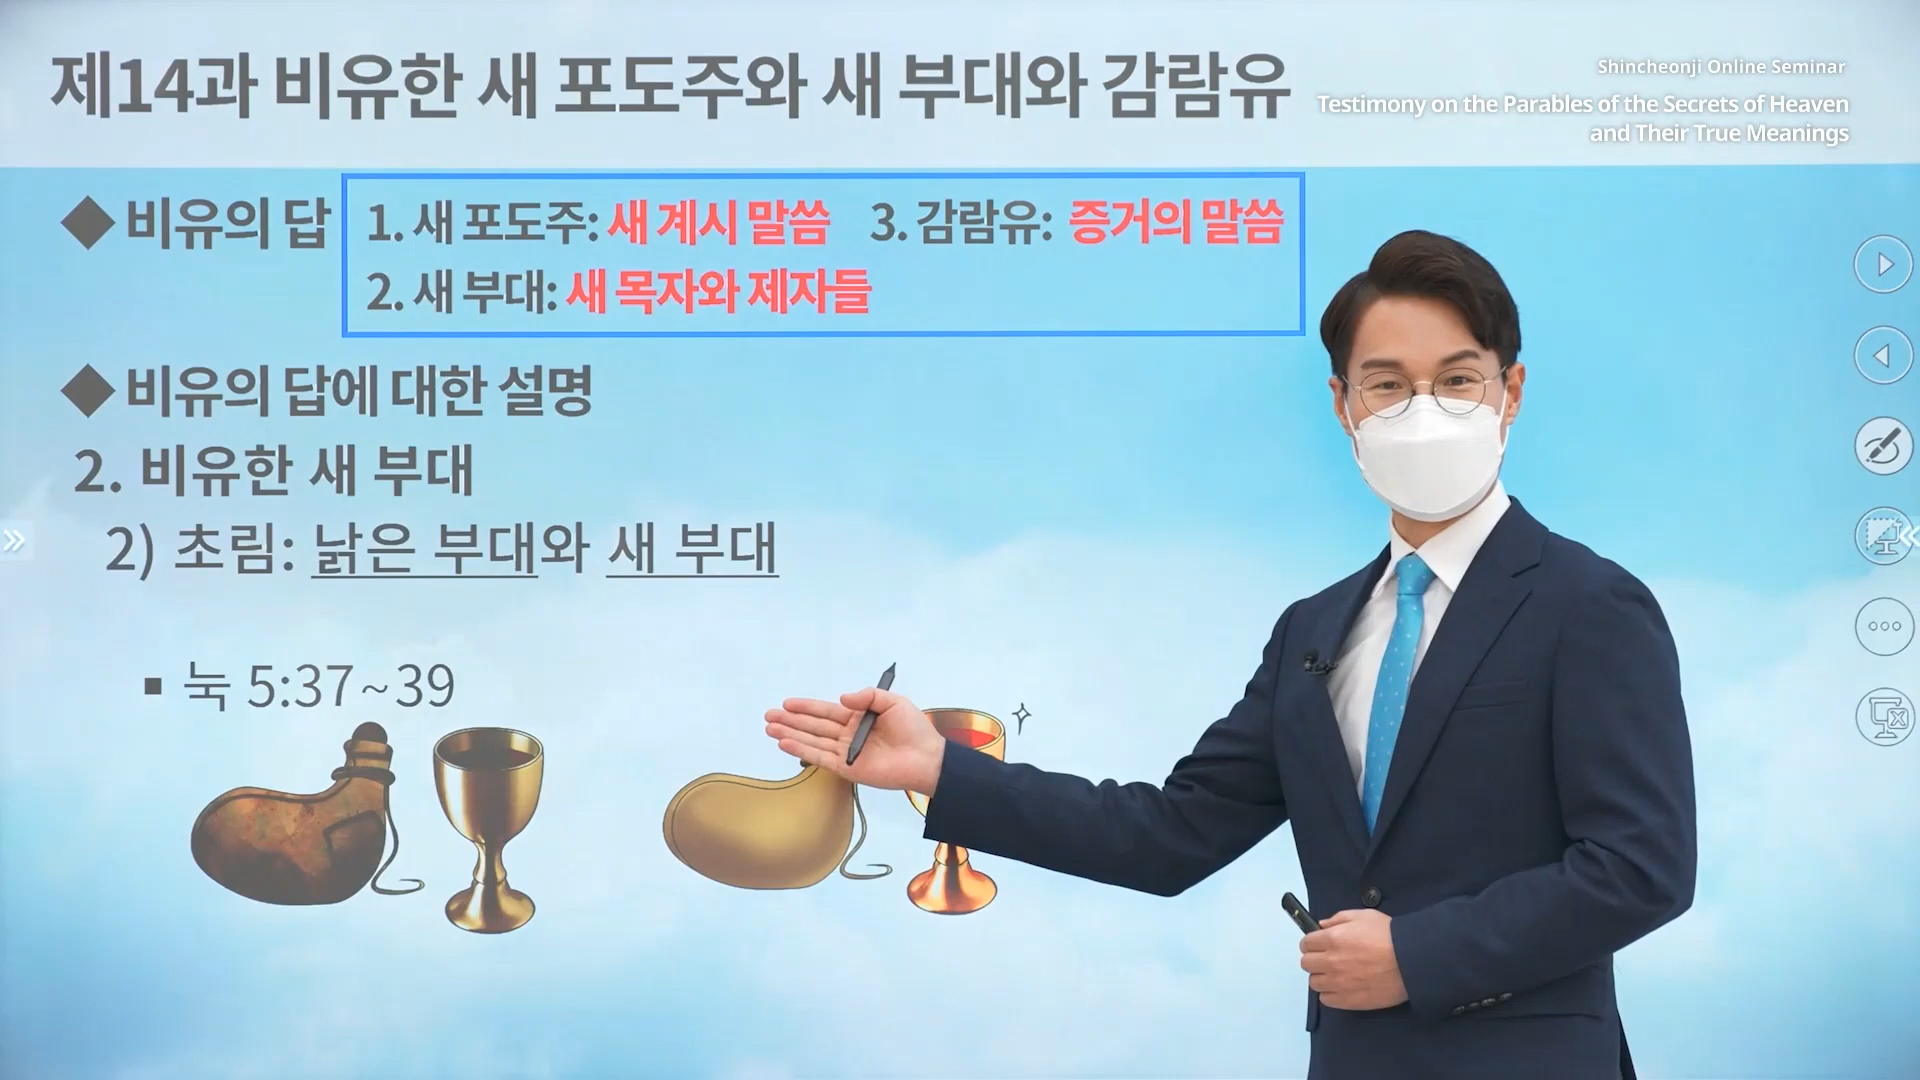 제14과 비유한 새 포도주와 새 부대와 감람유
Shincheonji Online Seminar
Testimony on the Parables of the Secrets of Heaven
and Their True Meanings
◆ 비유의 답
1. 새 포도주: 새 계시 말씀 3. 감람유: 증거의 말씀
2. 새 부대: 새 목자와 제자들
◆ 비유의 답에 대한 설명
2. 비유한 새 부대
2) 초림: 낡은 부대와 새 부대
▪ 눅 5:37~39